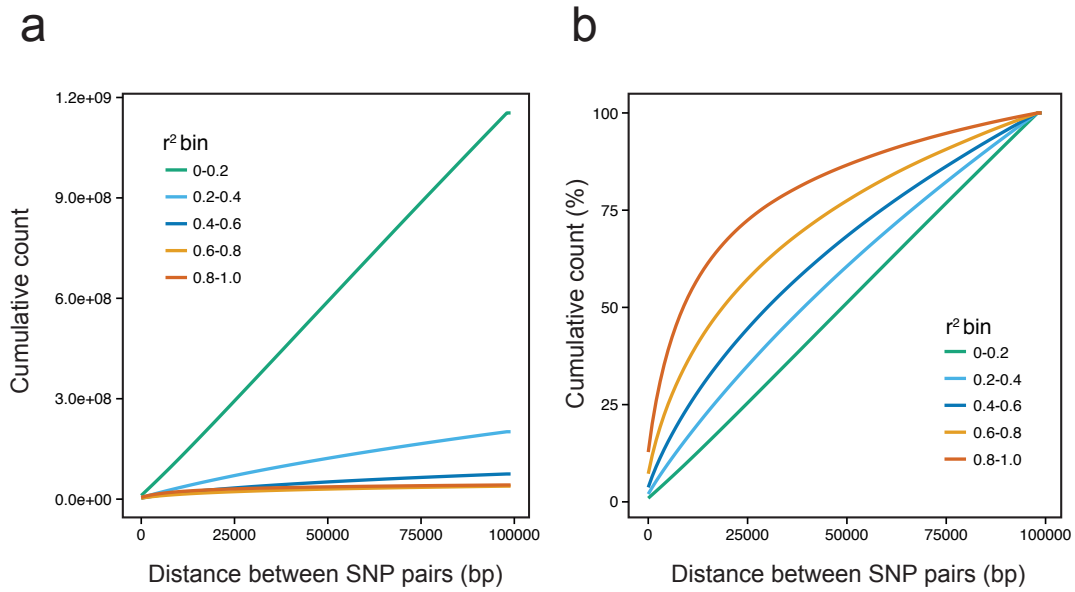 a
1.2e+09
9.0e+08
6.0e+08
3.0e+08
0.0e+00
Cumulative count
r² bin
0-0.2
0.2-0.4
0.4-0.6
0.6-0.8
0.8-1.0
0
25000
50000
75000
100000
Distance between SNP pairs (bp)
b
100
75
50
25
0
Cumulative count (%)
r² bin
0-0.2
0.2-0.4
0.4-0.6
0.6-0.8
0.8-1.0
0
25000
50000
75000
100000
Distance between SNP pairs (bp)